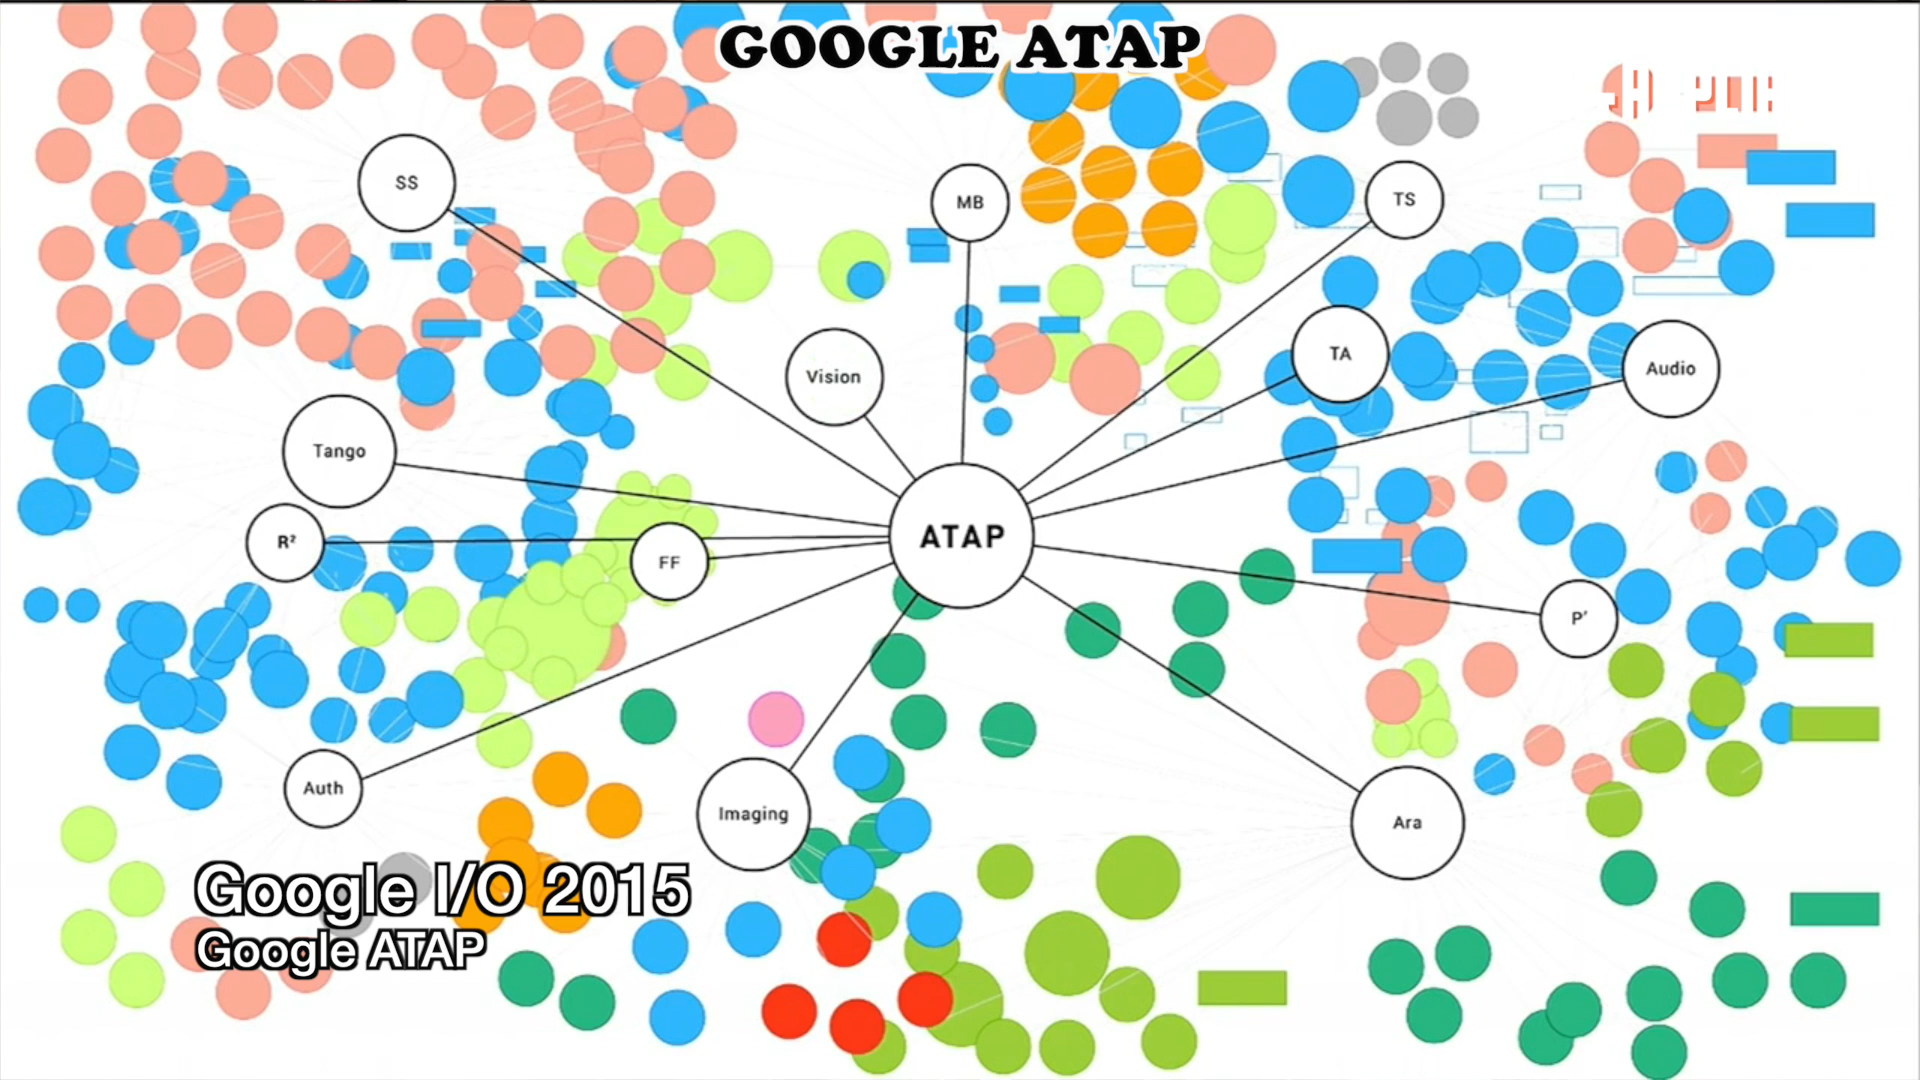 GOOGLE ATAP
SS
MB
TS
Vision
TA
Audio
Tango
ATAP
R²
FF
P'
Auth
Imaging
Ara
Google I/O 2015
Google ATAP